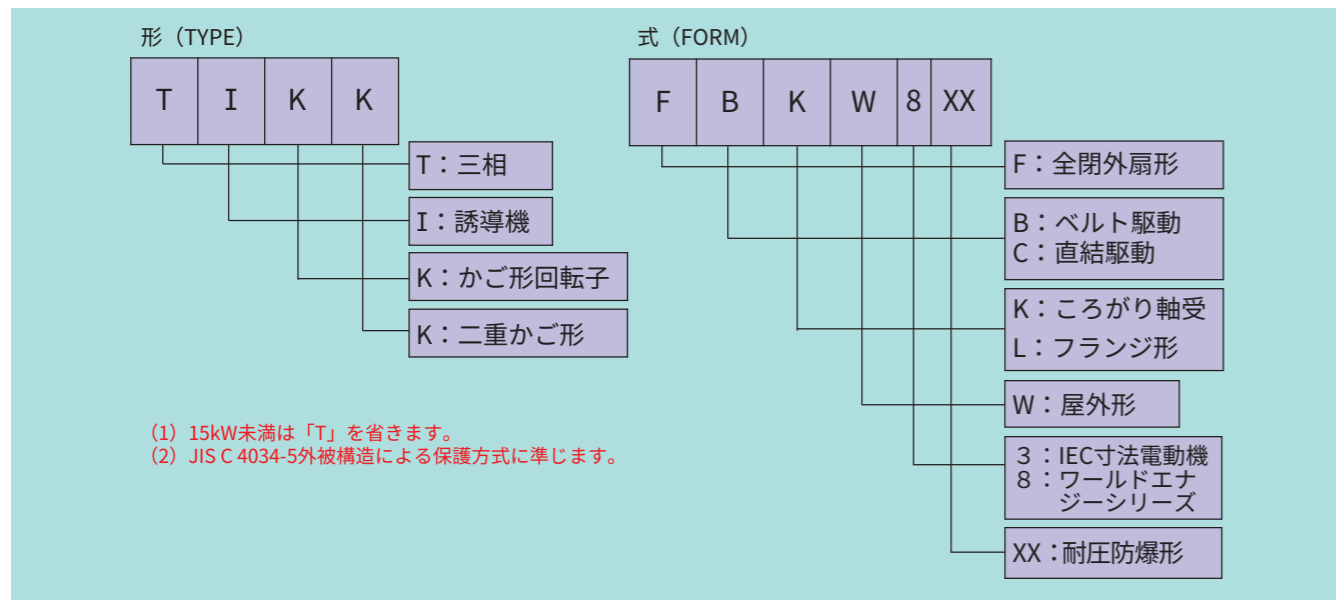 形（TYPE）
T I K K
T：三相
I：誘導機
K：かご形回転子
K：二重かご形
（1）15kW未満は「T」を省きます。
（2）JIS C 4034-5外被構造による保護方式に準じます。
式（FORM）
F B K W 8 XX
F：全閉外扇形
B：ベルト駆動
C：直結駆動
K：ころがり軸受
L：フランジ形
W：屋外形
３：IEC寸法電動機
８：ワールドエナ
ジーシリーズ
XX：耐圧防爆形